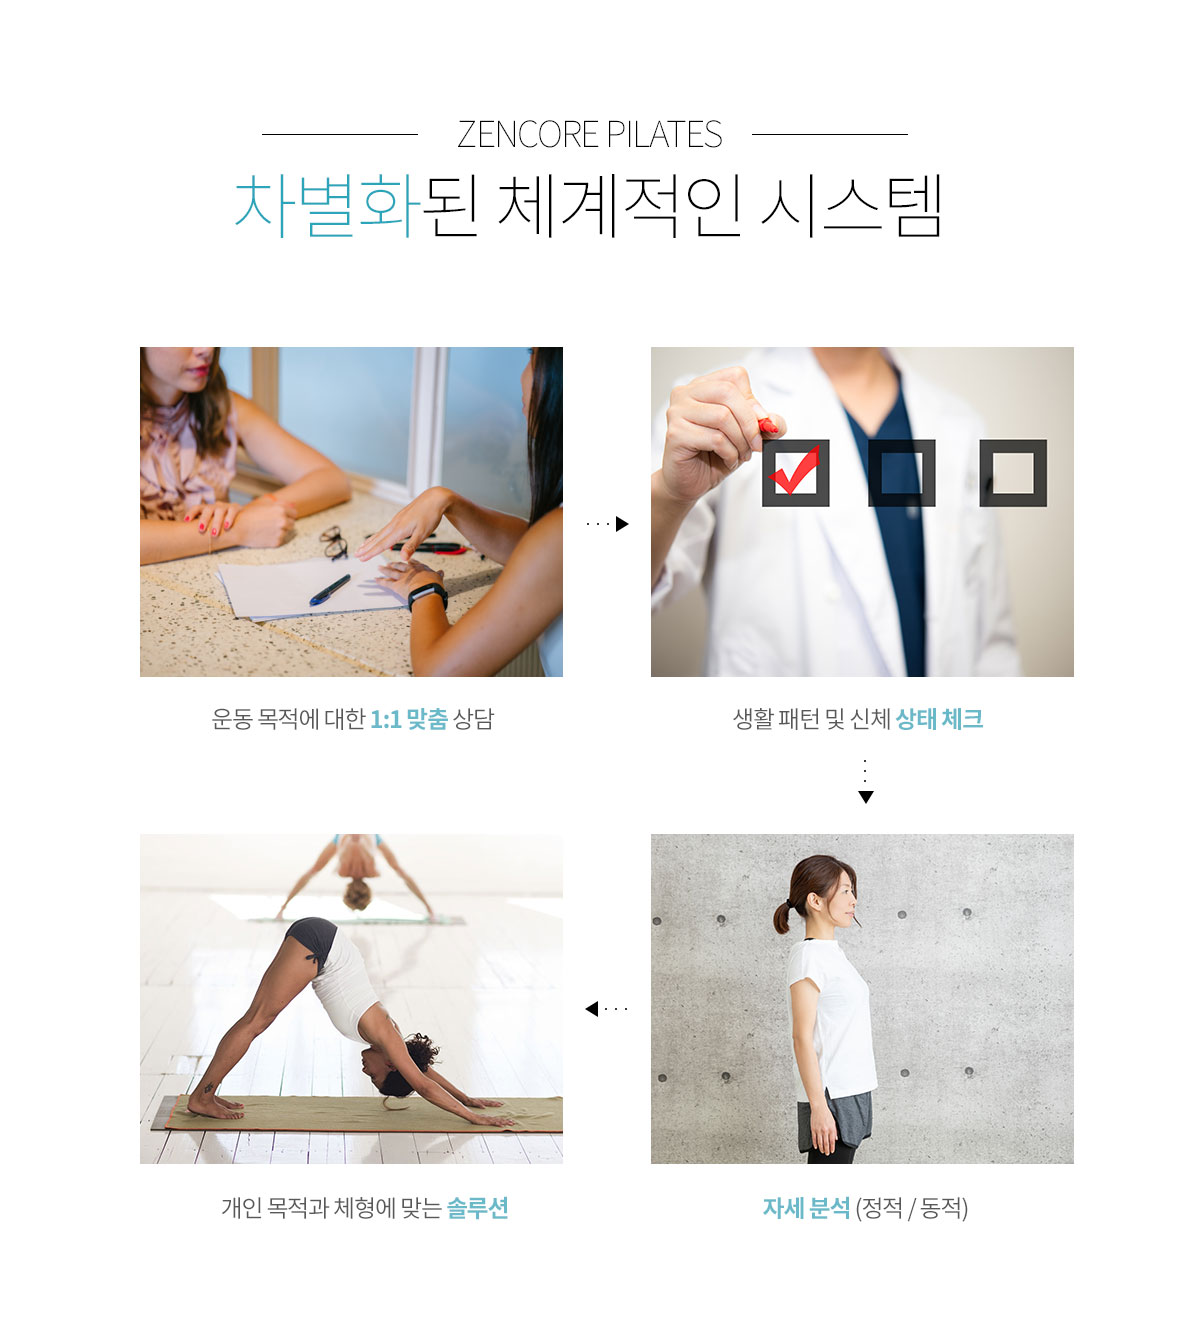 ZENCORE PILATES
차별화된 체계적인 시스템
운동 목적에 대한 1:1 맞춤 상담
생활 패턴 및 신체 상태 체크
개인 목적과 체형에 맞는 솔루션
자세 분석 (정적 / 동적)